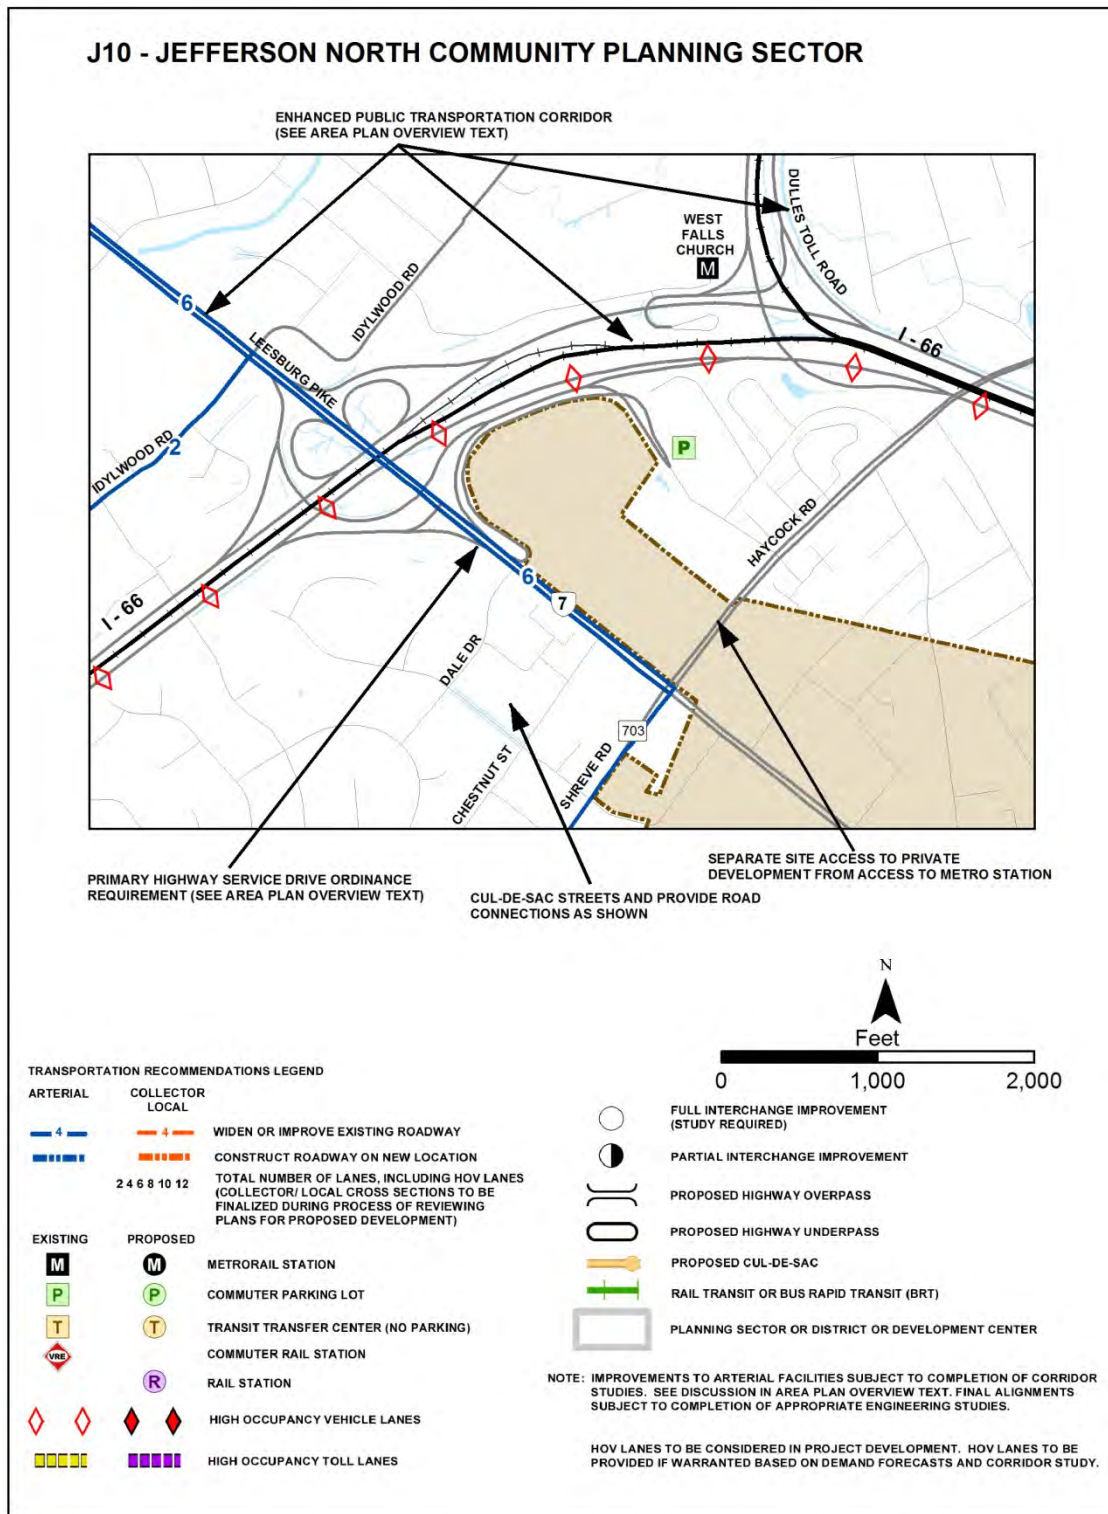 J10 - JEFFERSON NORTH COMMUNITY PLANNING SECTOR
ENHANCED PUBLIC TRANSPORTATION CORRIDOR
(SEE AREA PLAN OVERVIEW TEXT)
WEST
FALLS
CHURCH
M
DULLES TOLL ROAD
IDYLWOOD RD
6
LEESBURG PIKE
I - 66
IDYLWOOD RD
2
P
HAYCOCK RD
I - 66
6
7
DALE DR
703
CHESTNUT ST
SHREVE RD
PRIMARY HIGHWAY SERVICE DRIVE ORDINANCE
REQUIREMENT (SEE AREA PLAN OVERVIEW TEXT)
CUL-DE-SAC STREETS AND PROVIDE ROAD
CONNECTIONS AS SHOWN
SEPARATE SITE ACCESS TO PRIVATE
DEVELOPMENT FROM ACCESS TO METRO STATION
N
Feet
0 1,000 2,000
TRANSPORTATION RECOMMENDATIONS LEGEND
ARTERIAL COLLECTOR
LOCAL
4 4 WIDEN OR IMPROVE EXISTING ROADWAY
CONSTRUCT ROADWAY ON NEW LOCATION
2 4 6 8 10 12 TOTAL NUMBER OF LANES, INCLUDING HOV LANES
(COLLECTOR/ LOCAL CROSS SECTIONS TO BE
FINALIZED DURING PROCESS OF REVIEWING
PLANS FOR PROPOSED DEVELOPMENT)
EXISTING PROPOSED
M M METRORAIL STATION
P P COMMUTER PARKING LOT
T T TRANSIT TRANSFER CENTER (NO PARKING)
VRE COMMUTER RAIL STATION
R RAIL STATION
HIGH OCCUPANCY VEHICLE LANES
HIGH OCCUPANCY TOLL LANES
FULL INTERCHANGE IMPROVEMENT
(STUDY REQUIRED)
PARTIAL INTERCHANGE IMPROVEMENT
PROPOSED HIGHWAY OVERPASS
PROPOSED HIGHWAY UNDERPASS
PROPOSED CUL-DE-SAC
RAIL TRANSIT OR BUS RAPID TRANSIT (BRT)
PLANNING SECTOR OR DISTRICT OR DEVELOPMENT CENTER
NOTE: IMPROVEMENTS TO ARTERIAL FACILITIES SUBJECT TO COMPLETION OF CORRIDOR
STUDIES. SEE DISCUSSION IN AREA PLAN OVERVIEW TEXT. FINAL ALIGNMENTS
SUBJECT TO COMPLETION OF APPROPRIATE ENGINEERING STUDIES.
HOV LANES TO BE CONSIDERED IN PROJECT DEVELOPMENT. HOV LANES TO BE
PROVIDED IF WARRANTED BASED ON DEMAND FORECASTS AND CORRIDOR STUDY.